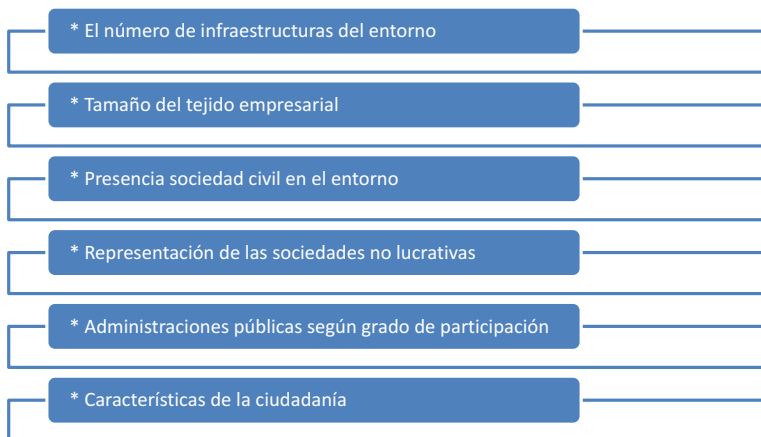 * El número de infraestructuras del entorno
* Tamaño del tejido empresarial
* Presencia sociedad civil en el entorno
* Representación de las sociedades no lucrativas
* Administraciones públicas según grado de participación
* Características de la ciudadanía